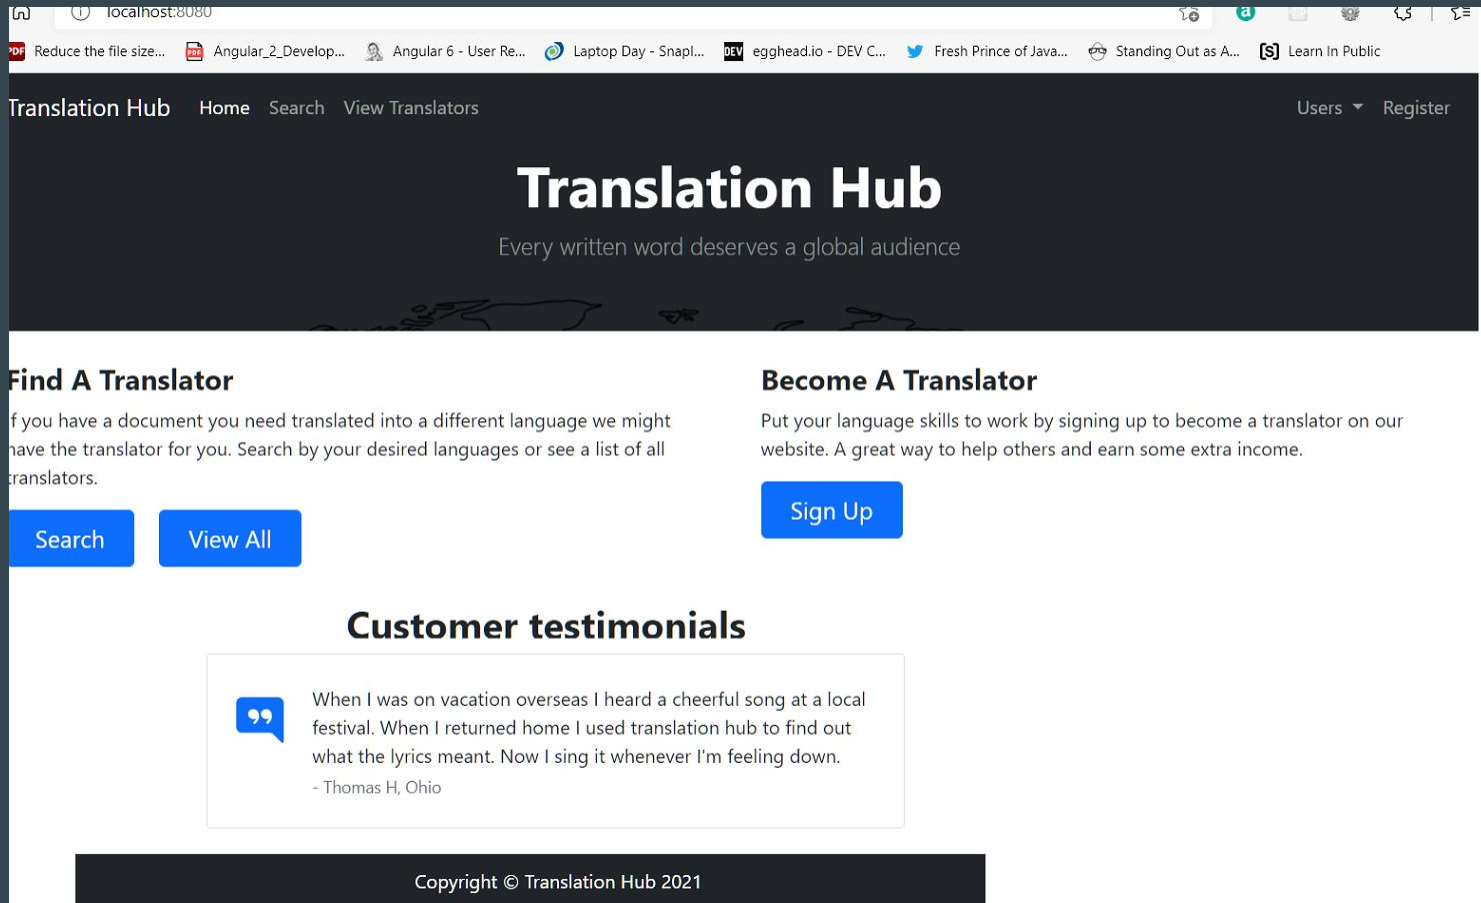 localhost:8080
PDF Reduce the file size... PDF Angular_2_Develop... Angular 6 - User Re... Laptop Day - Snapl... DEV egghead.io - DEV C... Fresh Prince of Java... Standing Out as A... [S] Learn In Public
Translation Hub Home Search View Translators Users Register
Translation Hub
Every written word deserves a global audience
Find A Translator
f you have a document you need translated into a different language we might
have the translator for you. Search by your desired languages or see a list of all
translators.
Search View All
Become A Translator
Put your language skills to work by signing up to become a translator on our
website. A great way to help others and earn some extra income.
Sign Up
Customer testimonials
When I was on vacation overseas I heard a cheerful song at a local
festival. When I returned home I used translation hub to find out
what the lyrics meant. Now I sing it whenever I'm feeling down.
- Thomas H, Ohio
Copyright © Translation Hub 2021